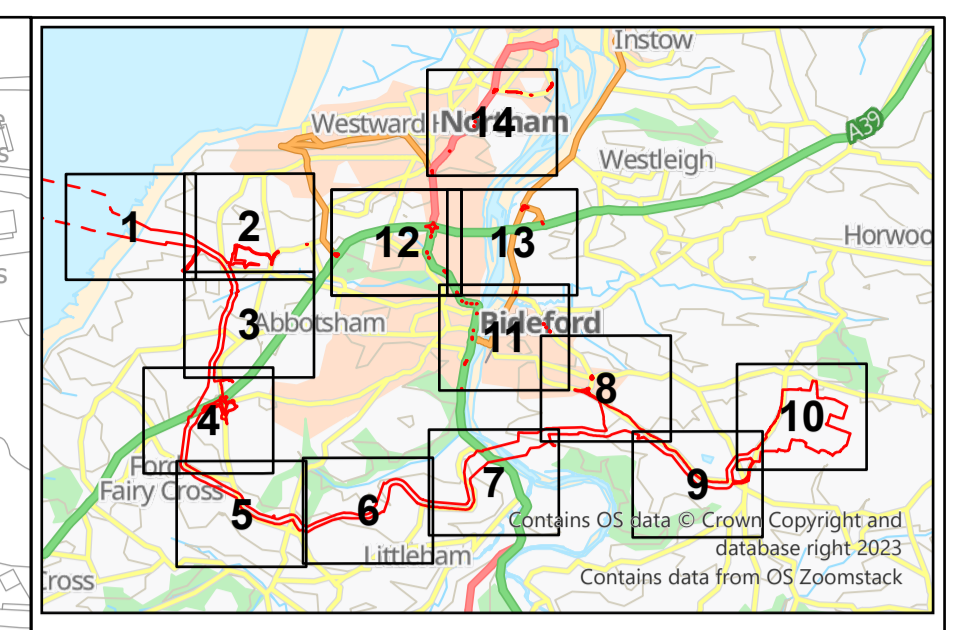 Instow
Westward H
Northam
14
A39
Westleigh
1
2
12
13
Horwoo
3
Abbotsham
Bideford
11
8
4
10
Ford
Fairy Cross
5
6
7
9
Contains OS data © Crown Copyright and
database right 2023
Littleham
Contains data from OS Zoomstack
Cross